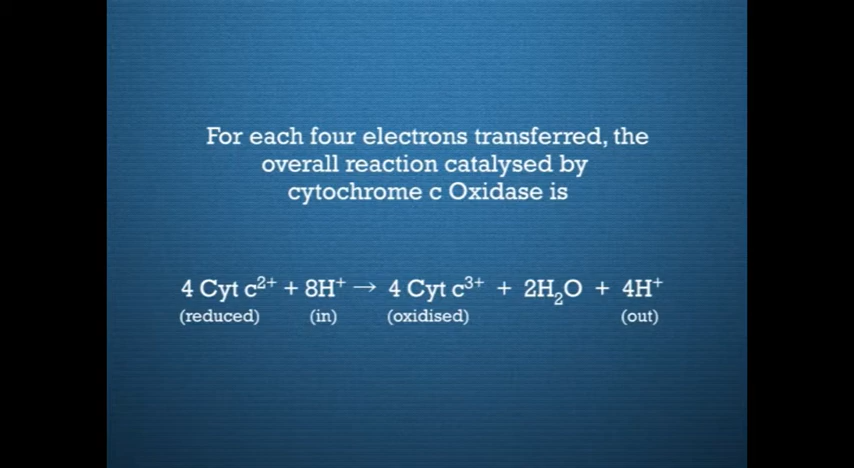 For each four electrons transferred, the
overall reaction catalysed by
cytochrome c Oxidase is
4 Cyt c²⁺ + 8H⁺ → 4 Cyt c³⁺ + 2H₂O + 4H⁺
(reduced) (in) (oxidised) (out)